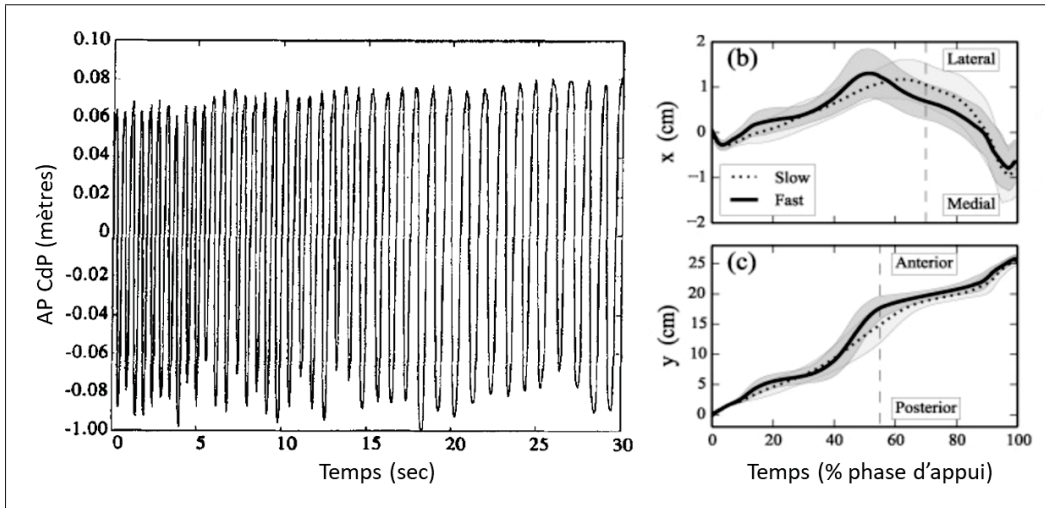 0.10
0.08
0.06
0.04
0.02
0
-0.02
-0.04
-0.06
-0.08
-1.00
AP CdP (mètres)
0 5 10 15 20 25 30
Temps (sec)
(b)
Lateral
2
1
0
−1
−2
x (cm)
Slow
Fast
Medial
(c)
Anterior
25
20
15
10
5
0
y (cm)
Posterior
0 20 40 60 80 100
Temps (% phase d'appui)